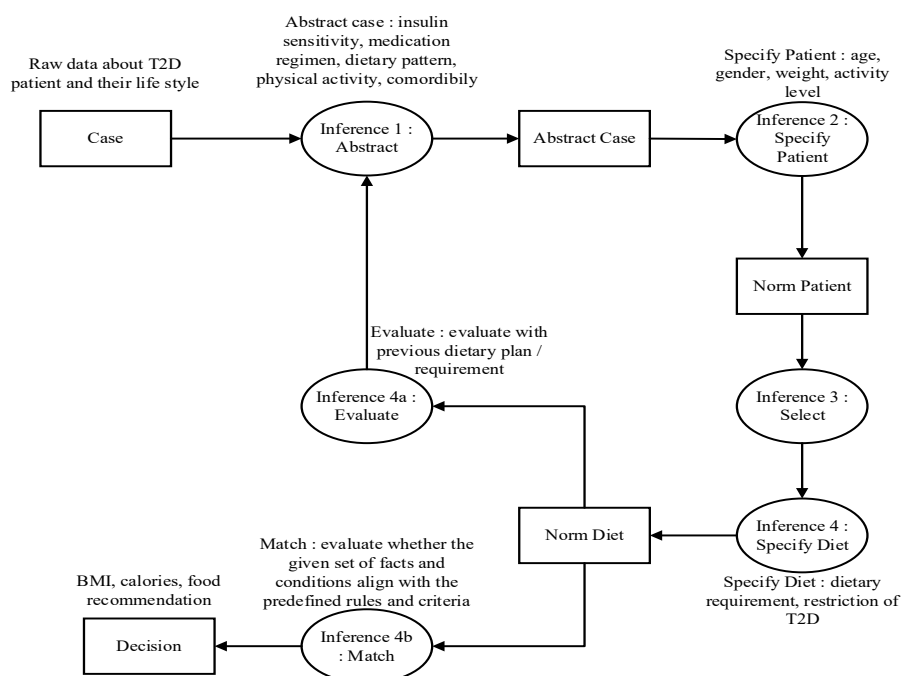 Raw data about T2D
patient and their life style
Case
Abstract case : insulin
sensitivity, medication
regimen, dietary pattern,
physical activity, comordibily
Inference 1 :
Abstract
Abstract Case
Specify Patient : age,
gender, weight, activity
level
Inference 2 :
Specify
Patient
Norm Patient
Inference 3 :
Select
Inference 4 :
Specify Diet
Specify Diet : dietary
requirement, restriction of
T2D
Norm Diet
Evaluate : evaluate with
previous dietary plan /
requirement
Inference 4a :
Evaluate
Match : evaluate whether the
given set of facts and
conditions align with the
predefined rules and criteria
Inference 4b
: Match
BMI, calories, food
recommendation
Decision